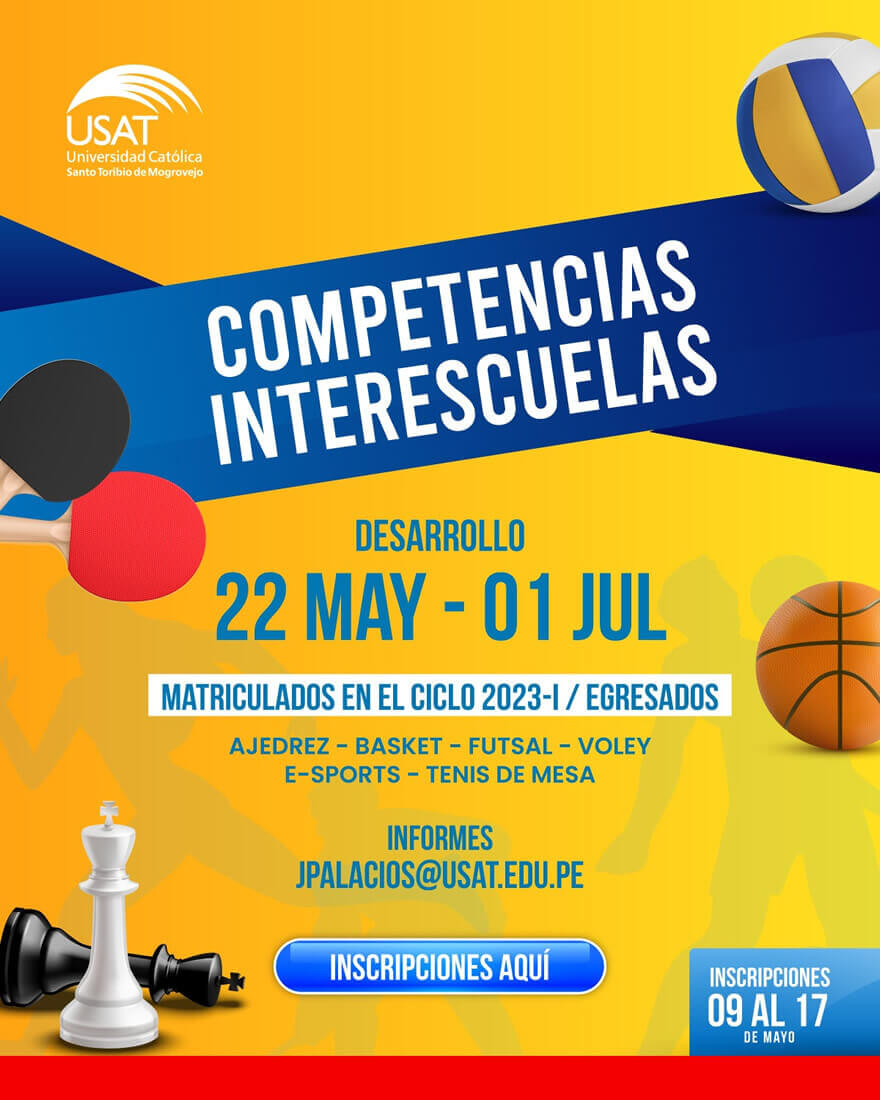 USAT
Universidad Católica
Santo Toribio de Mogrovejo
COMPETENCIAS
INTERESCUELAS
DESARROLLO
22 MAY - 01 JUL
MATRICULADOS EN EL CICLO 2023-I / EGRESADOS
AJEDREZ - BASKET - FUTSAL - VOLEY
E-SPORTS - TENIS DE MESA
INFORMES
JPALACIOS@USAT.EDU.PE
INSCRIPCIONES AQUÍ
INSCRIPCIONES
09 AL 17
DE MAYO